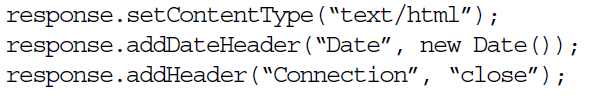 response.setContentType(“text/html”);
response.addDateHeader(“Date”, new Date());
response.addHeader(“Connection”, “close”);